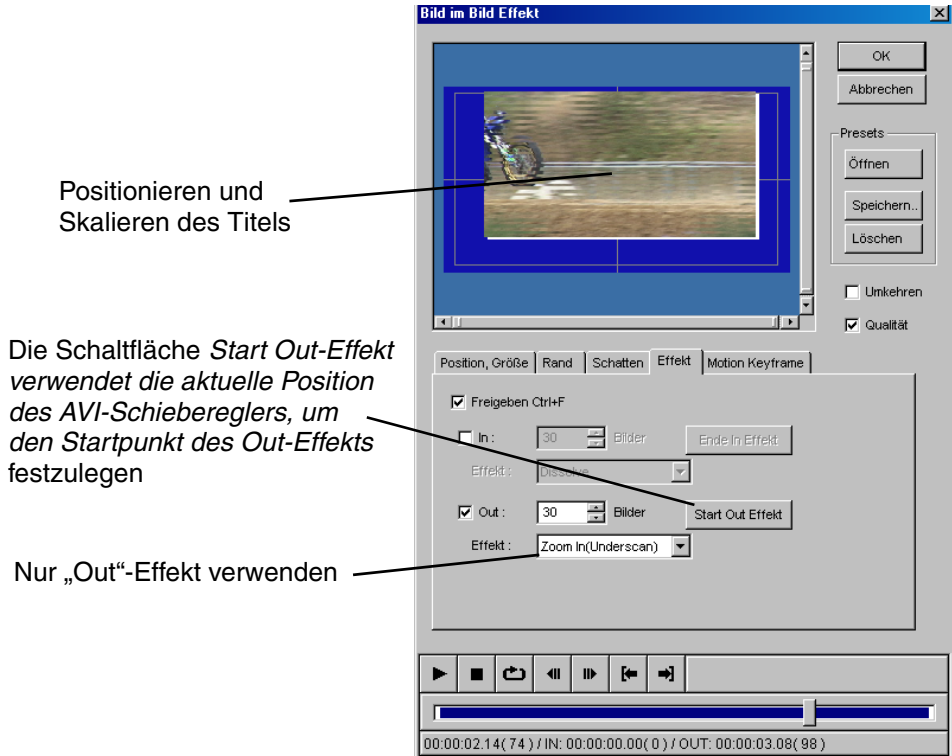 Bild im Bild Effekt
OK
Abbrechen
Presets
Öffnen
Speichern..
Löschen
Umkehren
Qualität
Positionieren und
Skalieren des Titels
Die Schaltfläche Start Out-Effekt
verwendet die aktuelle Position
des AVI-Schiebereglers, um
den Startpunkt des Out-Effekts
festzulegen
Nur „Out“-Effekt verwenden
Position, Größe Rand Schatten Effekt Motion Keyframe
Freigeben Ctrl+F
In : 30 Bilder Ende In Effekt
Effekt : Dissolve
Out : 30 Bilder Start Out Effekt
Effekt : Zoom In(Underscan)
00:00:02.14( 74 ) / IN: 00:00:00.00( 0 ) / OUT: 00:00:03.08( 98 )